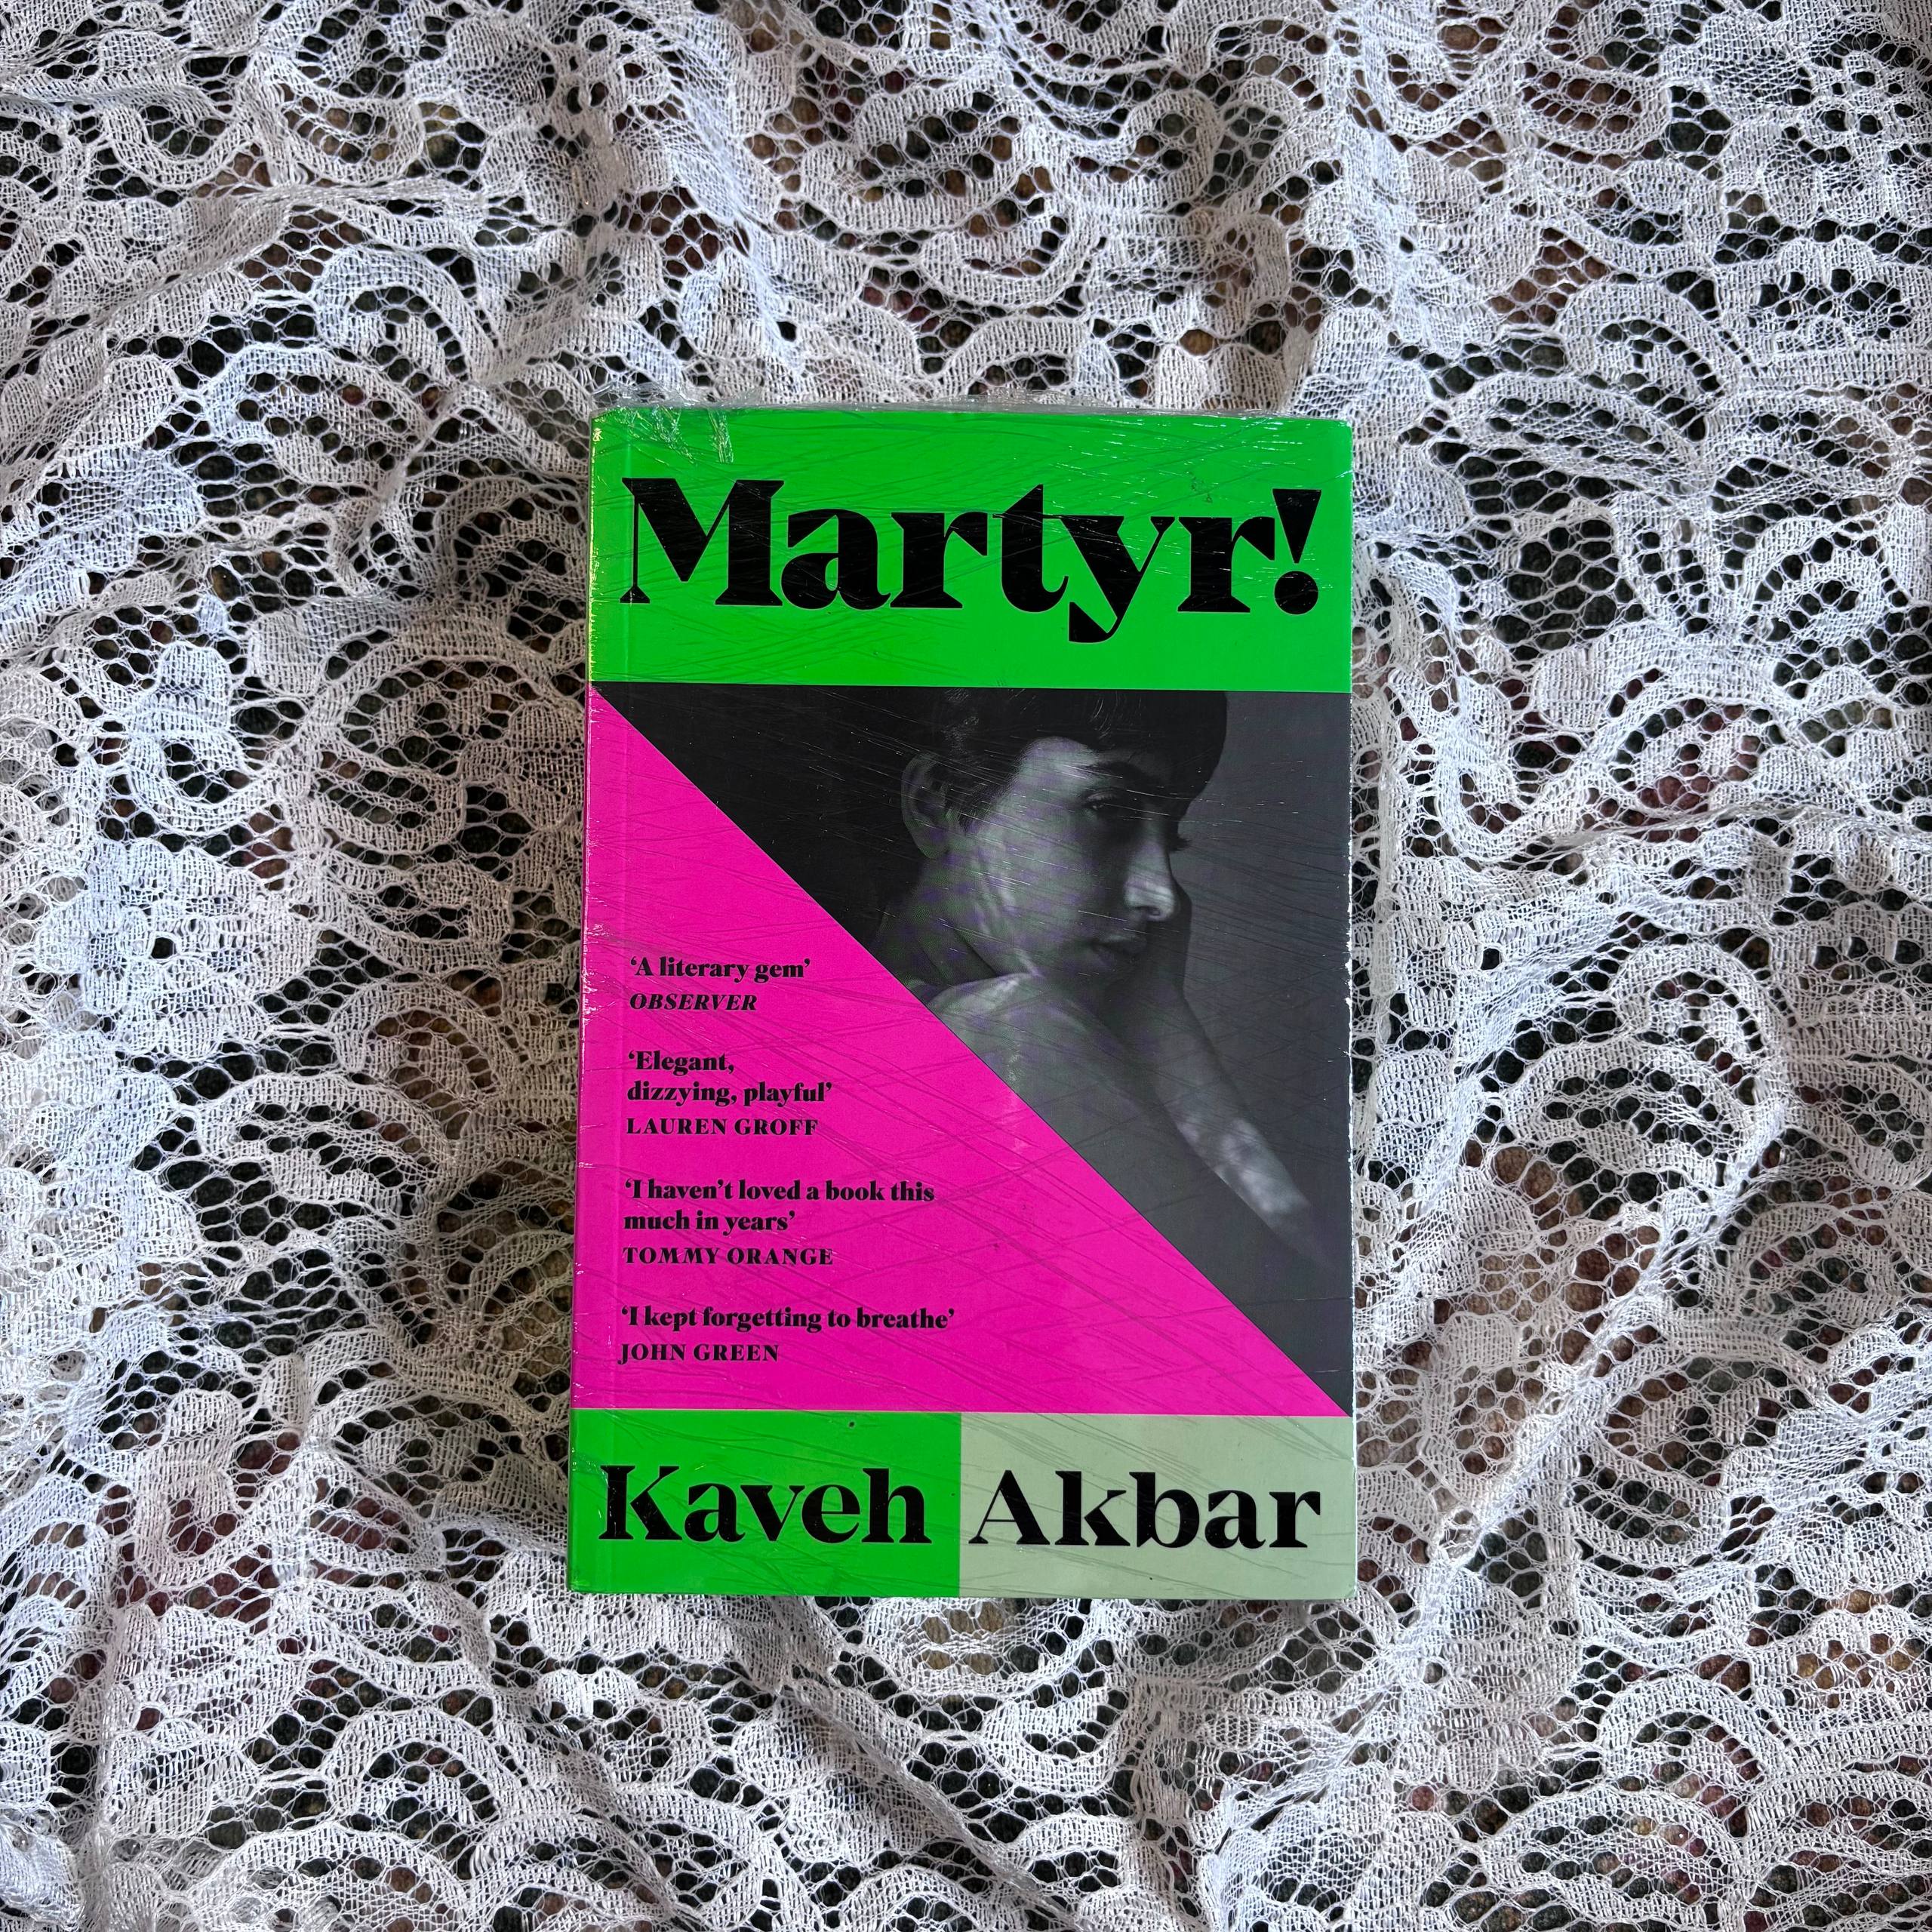 Martyr!
‘A literary gem’
OBSERVER
‘Elegant,
dizzying, playful’
LAUREN GROFF
‘I haven’t loved a book this
much in years’
TOMMY ORANGE
‘I kept forgetting to breathe’
JOHN GREEN
Kaveh Akbar